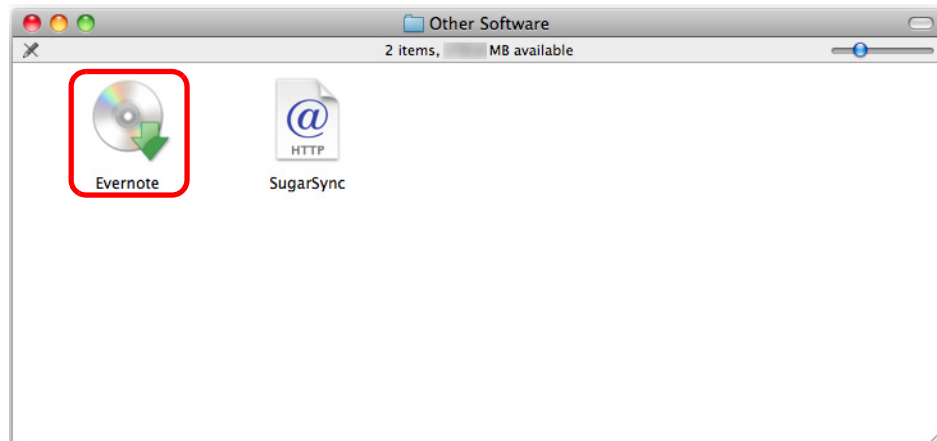 Other Software
2 items, MB available
@
HTTP
Evernote
SugarSync